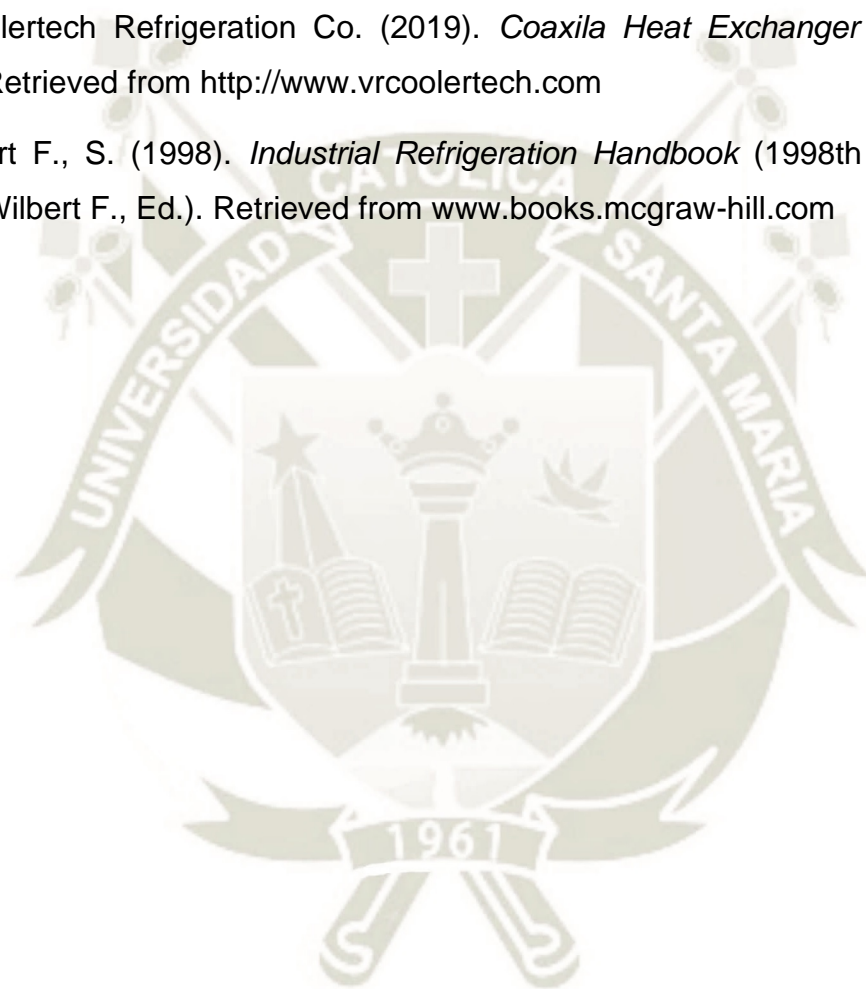 lertech Refrigeration Co. (2019). Coaxila Heat Exchanger
Retrieved from http://www.vrcoolertech.com
rt F., S. (1998). Industrial Refrigeration Handbook (1998th
Wilbert F., Ed.). Retrieved from www.books.mcgraw-hill.com
UNIVERSIDAD CATOLICA SANTA MARIA
1961